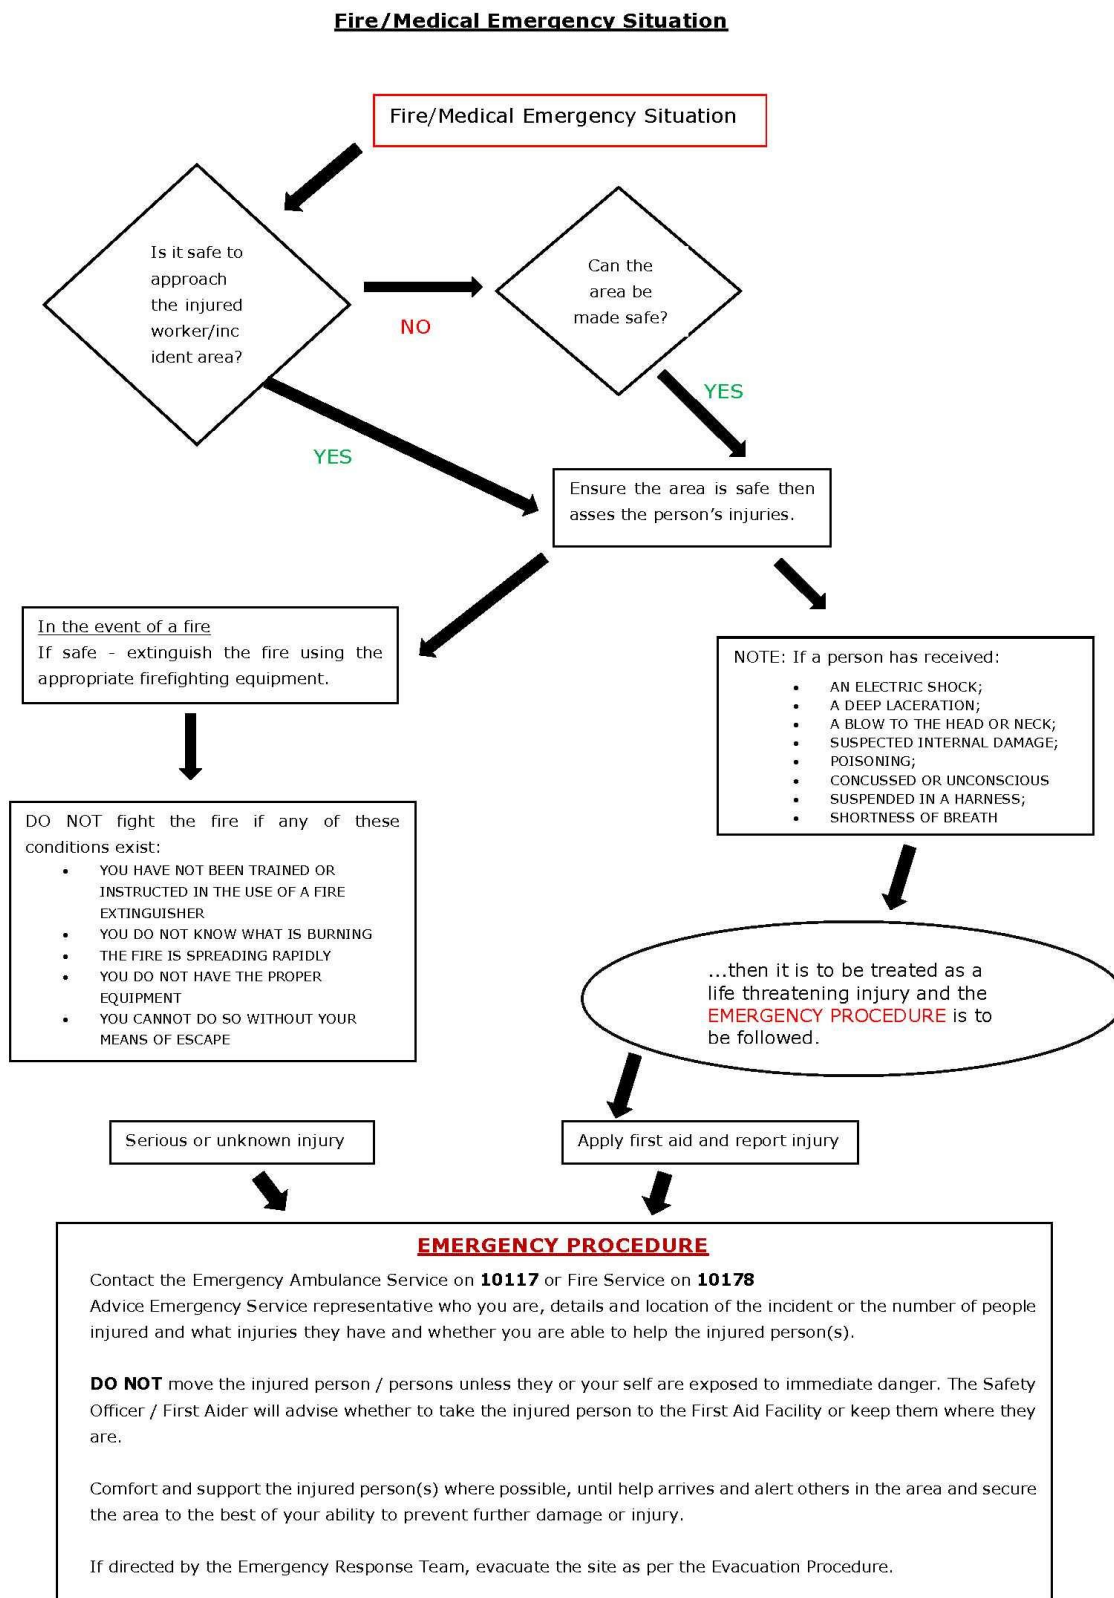 Fire/Medical Emergency Situation
Fire/Medical Emergency Situation
Is it safe to
approach
the injured
worker/inc
ident area?
NO
Can the
area be
made safe?
YES
YES
Ensure the area is safe then
asses the person's injuries.
In the event of a fire
If safe - extinguish the fire using the
appropriate firefighting equipment.
NOTE: If a person has received:
• AN ELECTRIC SHOCK;
• A DEEP LACERATION;
• A BLOW TO THE HEAD OR NECK;
• SUSPECTED INTERNAL DAMAGE;
• POISONING;
• CONCUSSED OR UNCONSCIOUS
• SUSPENDED IN A HARNESS;
• SHORTNESS OF BREATH
DO NOT fight the fire if any of these
conditions exist:
• YOU HAVE NOT BEEN TRAINED OR
INSTRUCTED IN THE USE OF A FIRE
EXTINGUISHER
• YOU DO NOT KNOW WHAT IS BURNING
• THE FIRE IS SPREADING RAPIDLY
• YOU DO NOT HAVE THE PROPER
EQUIPMENT
• YOU CANNOT DO SO WITHOUT YOUR
MEANS OF ESCAPE
...then it is to be treated as a
life threatening injury and the
EMERGENCY PROCEDURE is to
be followed.
Serious or unknown injury
Apply first aid and report injury
EMERGENCY PROCEDURE
Contact the Emergency Ambulance Service on 10117 or Fire Service on 10178
Advice Emergency Service representative who you are, details and location of the incident or the number of people
injured and what injuries they have and whether you are able to help the injured person(s).
DO NOT move the injured person / persons unless they or your self are exposed to immediate danger. The Safety
Officer / First Aider will advise whether to take the injured person to the First Aid Facility or keep them where they
are.
Comfort and support the injured person(s) where possible, until help arrives and alert others in the area and secure
the area to the best of your ability to prevent further damage or injury.
If directed by the Emergency Response Team, evacuate the site as per the Evacuation Procedure.